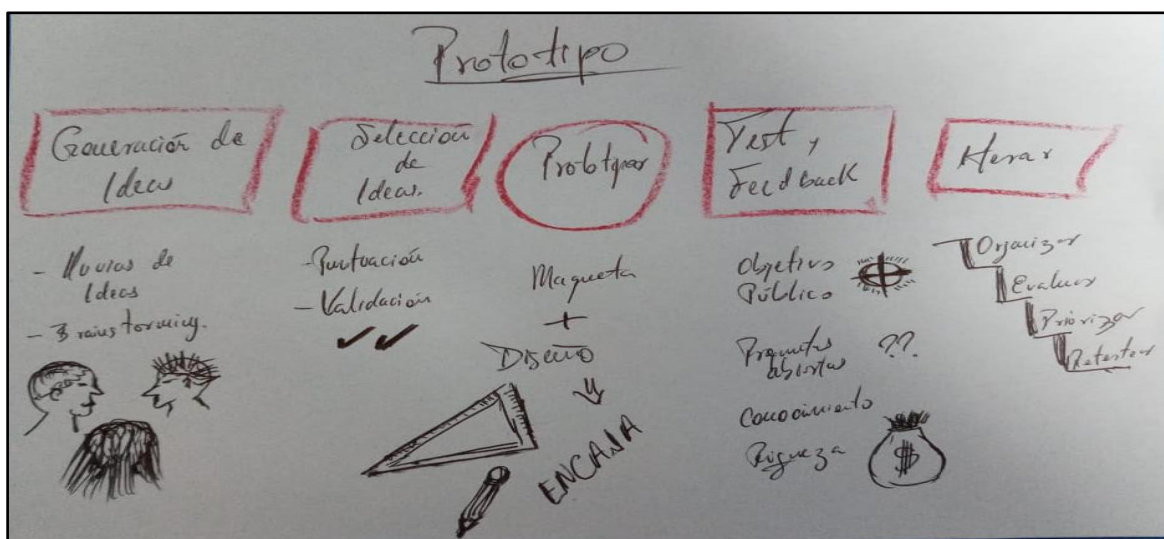 Prototipo
Generación de
Ideas
- Lluvias de
Ideas
- Brainstorming.
Selección
de
Ideas.
- Puntuación
- Validación
Prototipar
Maqueta
+
Diseño
ENCAJA
Test y
Feedback
Objetivo
Público
Preguntas ??
abiertas
Conocimiento
Riqueza
$
Iterar
Organizar
Evaluar
Priorizar
Retestear